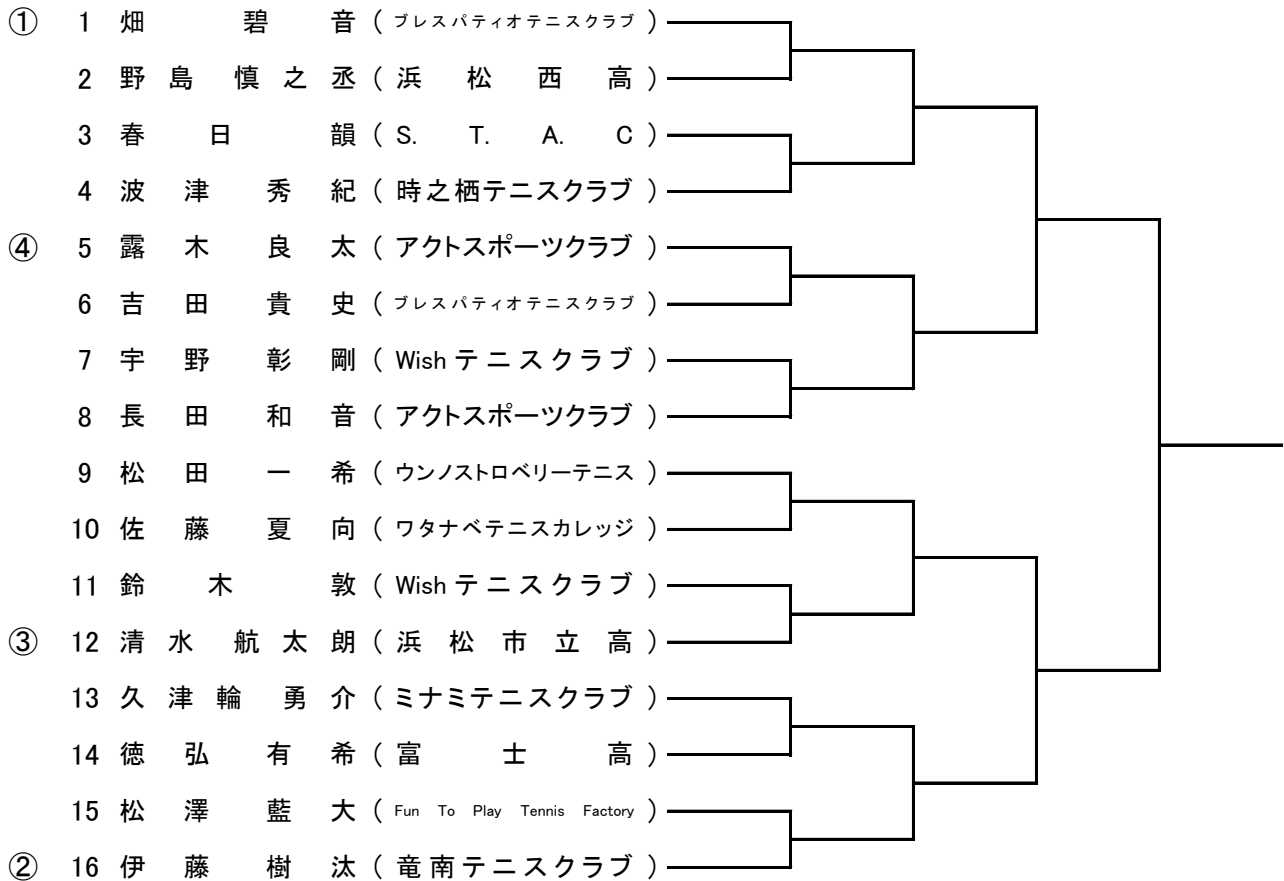 ① 1 畑碧音 (ブレスパティオテニスクラブ)
2 野島慎之丞 (浜松西高)
3 春日韻 (S. T. A. C)
4 波津秀紀 (時之栖テニスクラブ)
④ 5 露木良太 (アクトスポーツクラブ)
6 吉田貴史 (ブレスパティオテニスクラブ)
7 宇野彰剛 (Wish テニスクラブ)
8 長田和音 (アクトスポーツクラブ)
9 松田一希 (ウンノストロベリーテニス)
10 佐藤夏向 (ワタナベテニスカレッジ)
11 鈴木敦 (Wish テニスクラブ)
③ 12 清水航太朗 (浜松市立高)
13 久津輪勇介 (ミナミテニスクラブ)
14 徳弘有希 (富士高)
15 松澤藍大 (Fun To Play Tennis Factory)
② 16 伊藤樹汰 (竜南テニスクラブ)